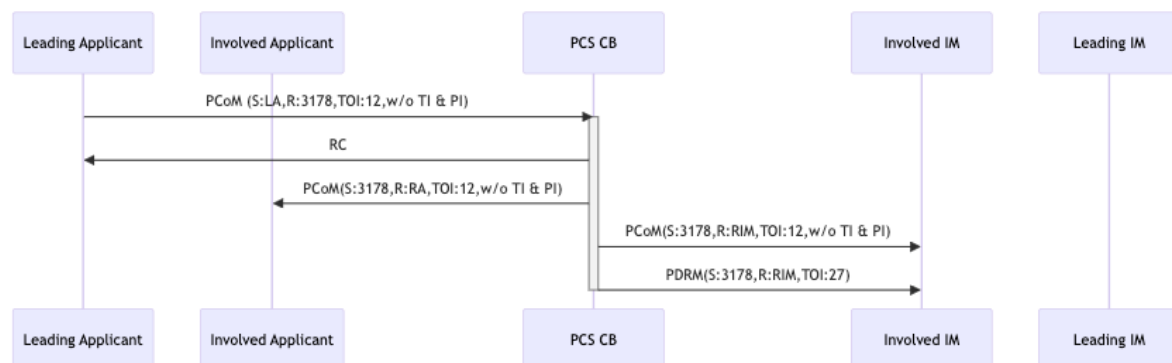 Leading Applicant
Involved Applicant
PCS CB
Involved IM
Leading IM
PCoM (S:LA,R:3178,TOI:12,w/o TI & PI)
RC
PCoM(S:3178,R:RA,TOI:12,w/o TI & PI)
PCoM(S:3178,R:RIM,TOI:12,w/o TI & PI)
PDRM(S:3178,R:RIM,TOI:27)
Leading Applicant
Involved Applicant
PCS CB
Involved IM
Leading IM